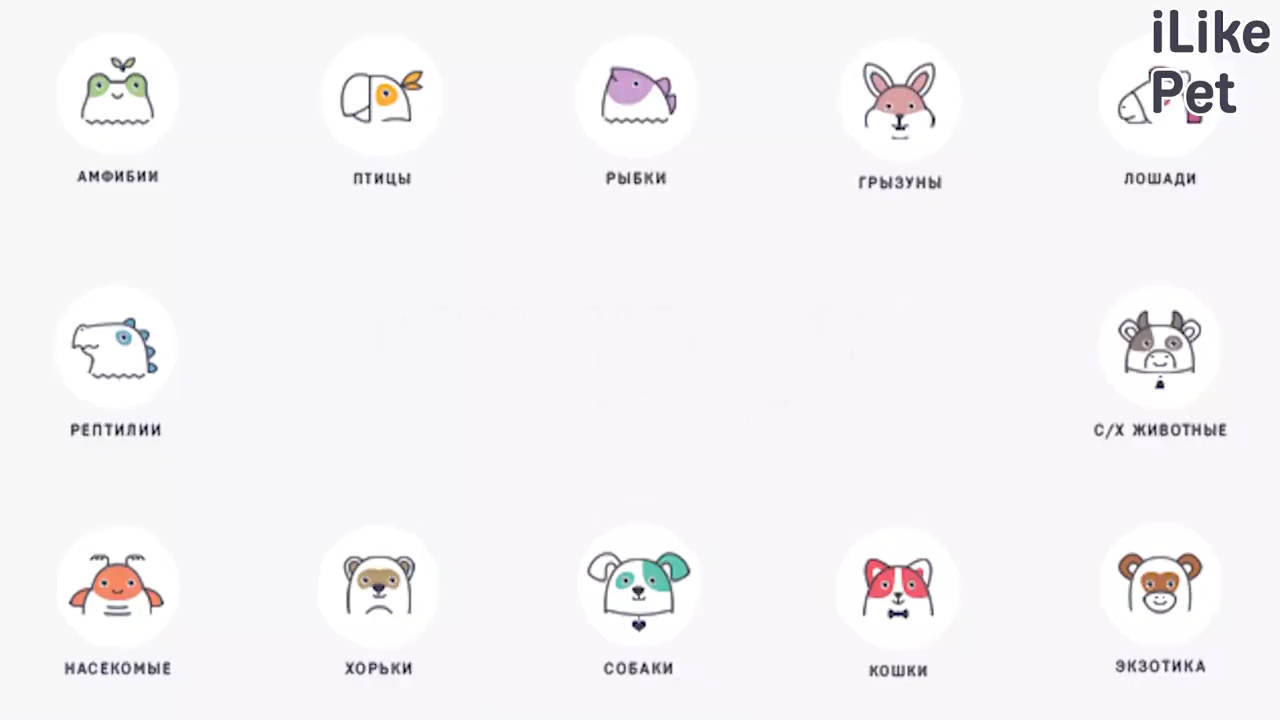 iLike
Pet
АМФИБИИ
ПТИЦЫ
РЫБКИ
ГРЫЗУНЫ
ЛОШАДИ
РЕПТИЛИИ
С/Х ЖИВОТНЫЕ
НАСЕКОМЫЕ
ХОРЬКИ
СОБАКИ
КОШКИ
ЭКЗОТИКА